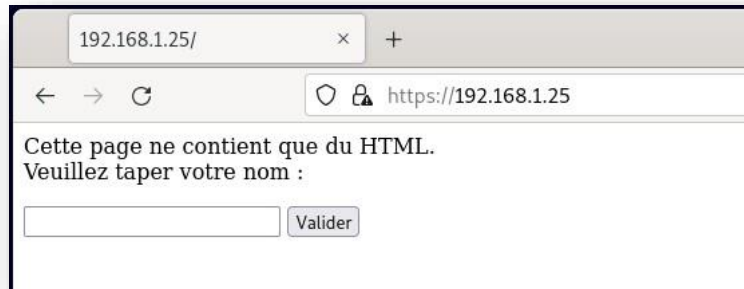 192.168.1.25/
https://192.168.1.25
Cette page ne contient que du HTML.
Veuillez taper votre nom :
Valider